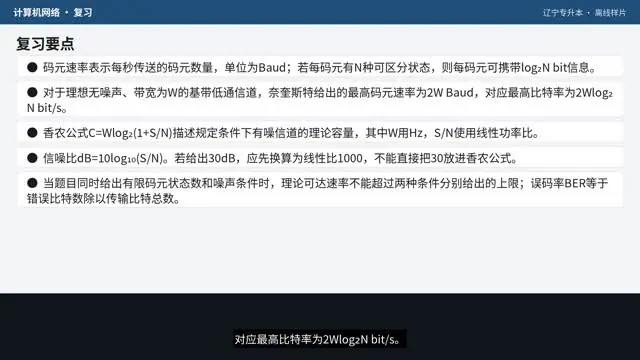 计算机网络 • 复习
辽宁专升本 • 离线样片
复习要点
● 码元速率表示每秒传送的码元数量，单位为Baud；若每码元有N种可区分状态，则每码元可携带log₂N bit信息。
● 对于理想无噪声、带宽为W的基带低通信道，奈奎斯特给出的最高码元速率为2W Baud，对应最高比特率为2Wlog₂
N bit/s。
● 香农公式C=Wlog₂(1+S/N)描述规定条件下有噪信道的理论容量，其中W用Hz，S/N使用线性功率比。
● 信噪比dB=10log₁₀(S/N)。若给出30dB，应先换算为线性比1000，不能直接把30放进香农公式。
● 当题目同时给出有限码元状态数和噪声条件时，理论可达速率不能超过两种条件分别给出的上限；误码率BER等于
错误比特数除以传输比特总数。
对应最高比特率为2Wlog₂N bit/s。